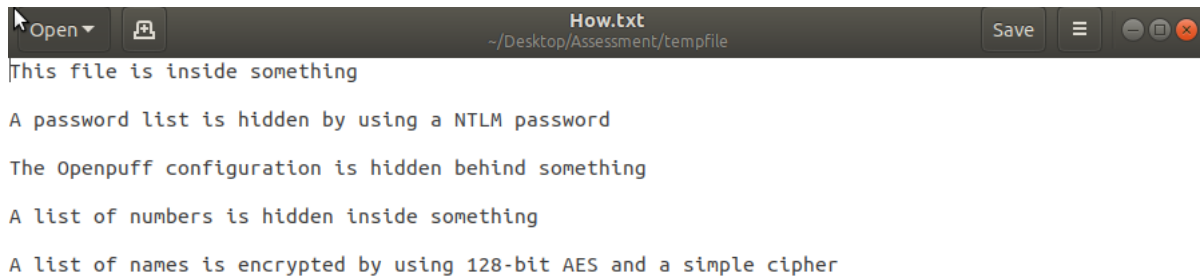 Open
How.txt
~/Desktop/Assessment/tempfile
Save
This file is inside something
A password list is hidden by using a NTLM password
The Openpuff configuration is hidden behind something
A list of numbers is hidden inside something
A list of names is encrypted by using 128-bit AES and a simple cipher